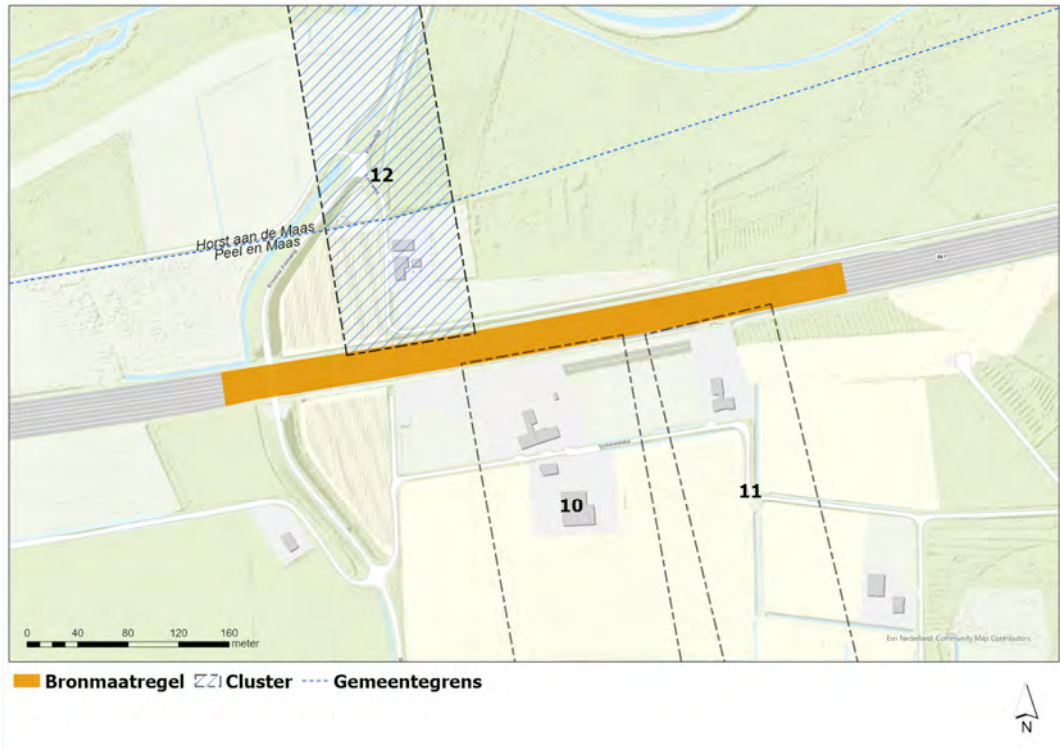 12
Horst aan de Maas
Peel en Maas
A67
10
11
0 40 80 120 160
meter
Esri Nederland, Community Map Contributors
Bronmaatregel Cluster Gemeentegrens
N